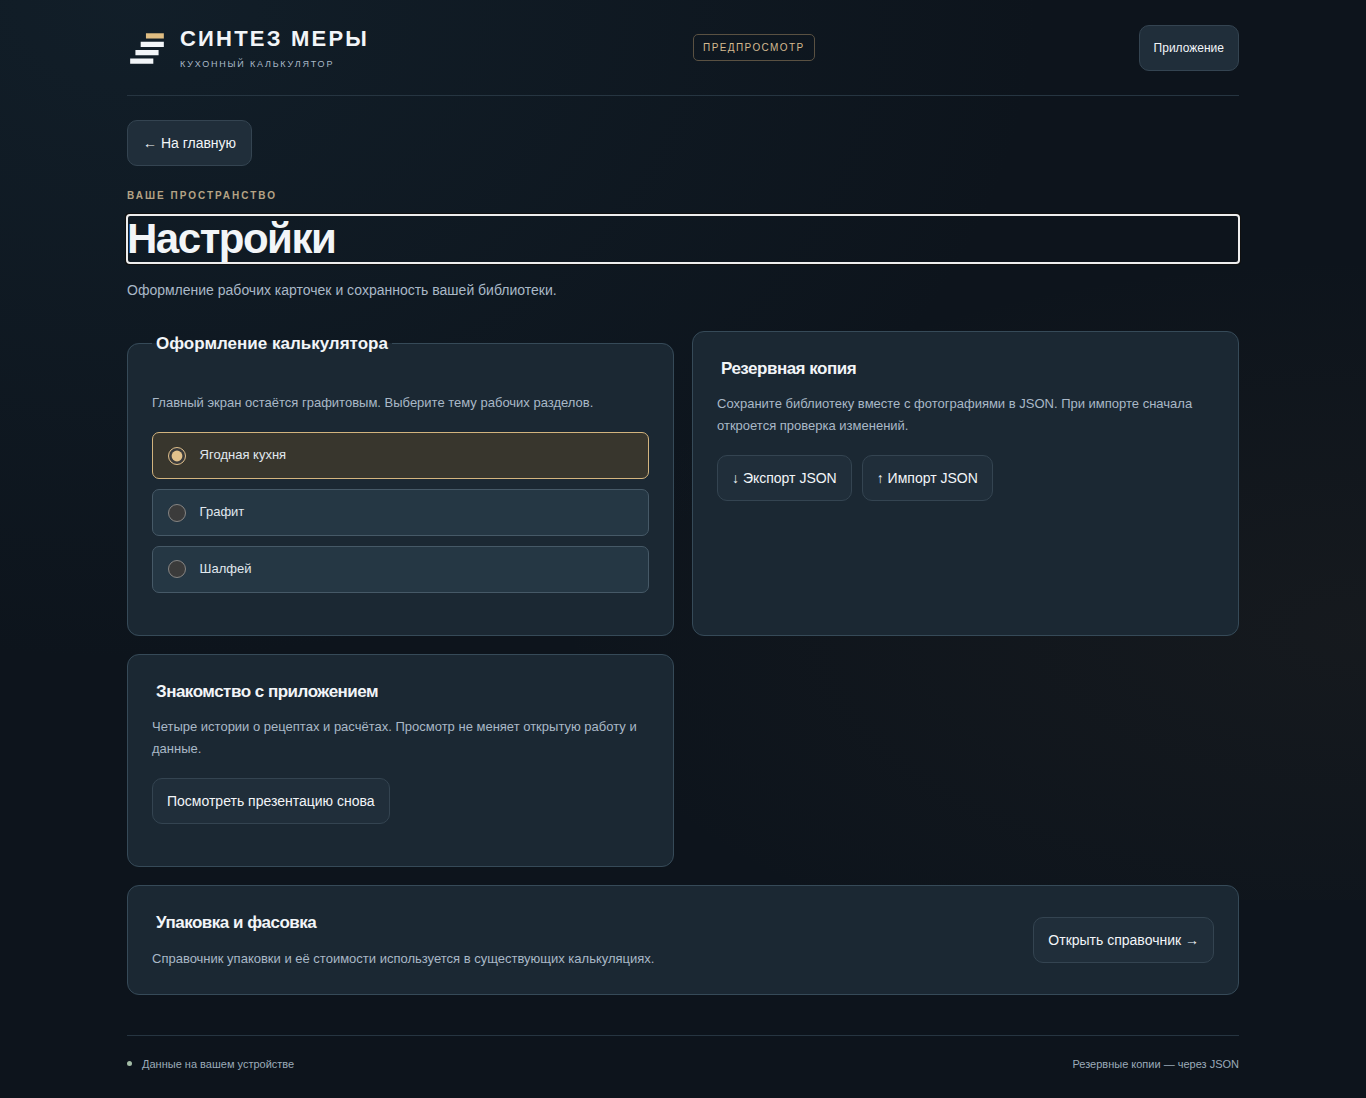 СИНТЕЗ МЕРЫ
КУХОННЫЙ КАЛЬКУЛЯТОР
ПРЕДПРОСМОТР
Приложение
← На главную
ВАШЕ ПРОСТРАНСТВО
Настройки
Оформление рабочих карточек и сохранность вашей библиотеки.
Оформление калькулятора
Главный экран остаётся графитовым. Выберите тему рабочих разделов.
Ягодная кухня
Графит
Шалфей
Резервная копия
Сохраните библиотеку вместе с фотографиями в JSON. При импорте сначала
откроется проверка изменений.
↓ Экспорт JSON
↑ Импорт JSON
Знакомство с приложением
Четыре истории о рецептах и расчётах. Просмотр не меняет открытую работу и
данные.
Посмотреть презентацию снова
Упаковка и фасовка
Справочник упаковки и её стоимости используется в существующих калькуляциях.
Открыть справочник →
Данные на вашем устройстве
Резервные копии — через JSON